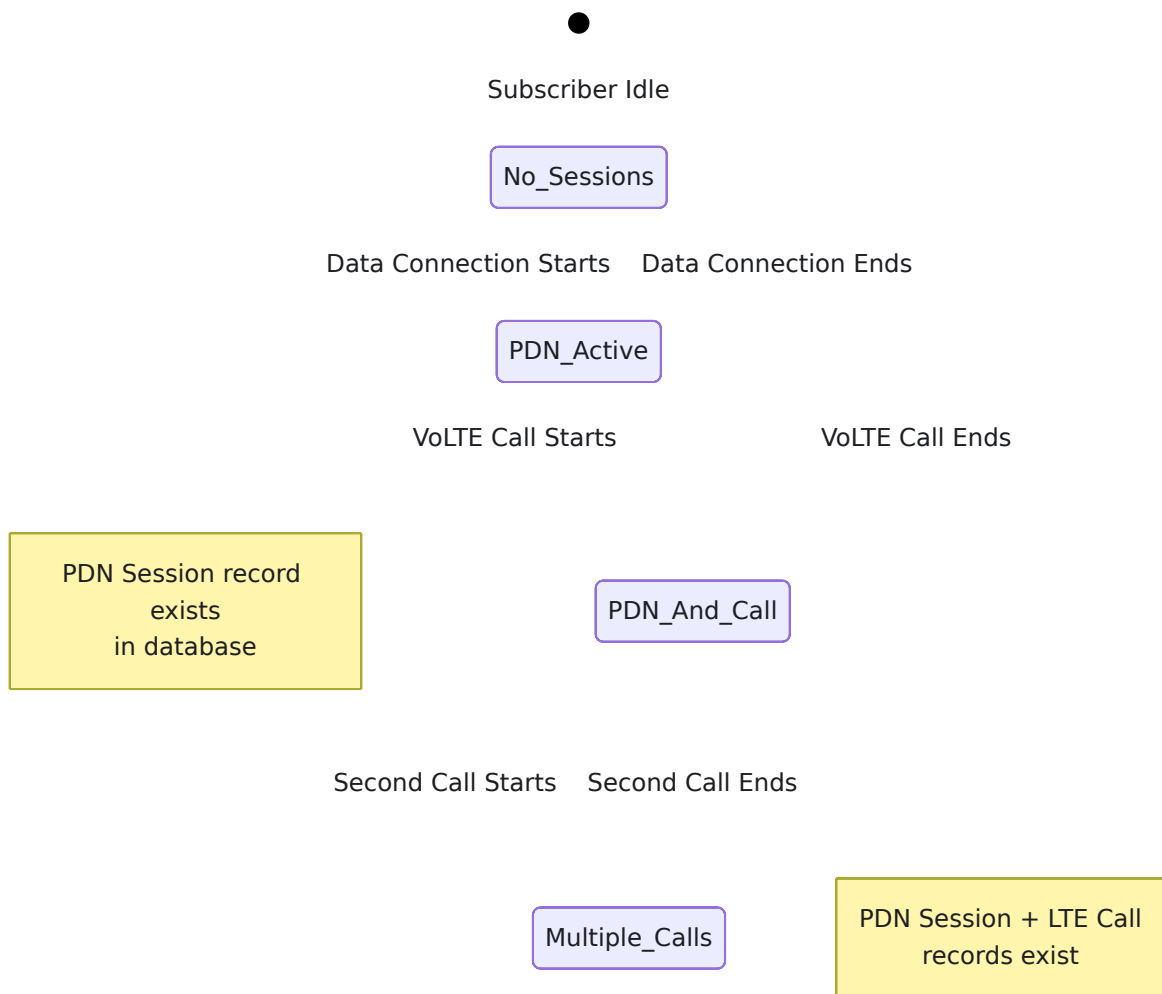 Subscriber Idle
No_Sessions
Data Connection Starts
Data Connection Ends
PDN_Active
VoLTE Call Starts
VoLTE Call Ends
PDN Session record
exists
in database
PDN_And_Call
Second Call Starts
Second Call Ends
Multiple_Calls
PDN Session + LTE Call
records exist